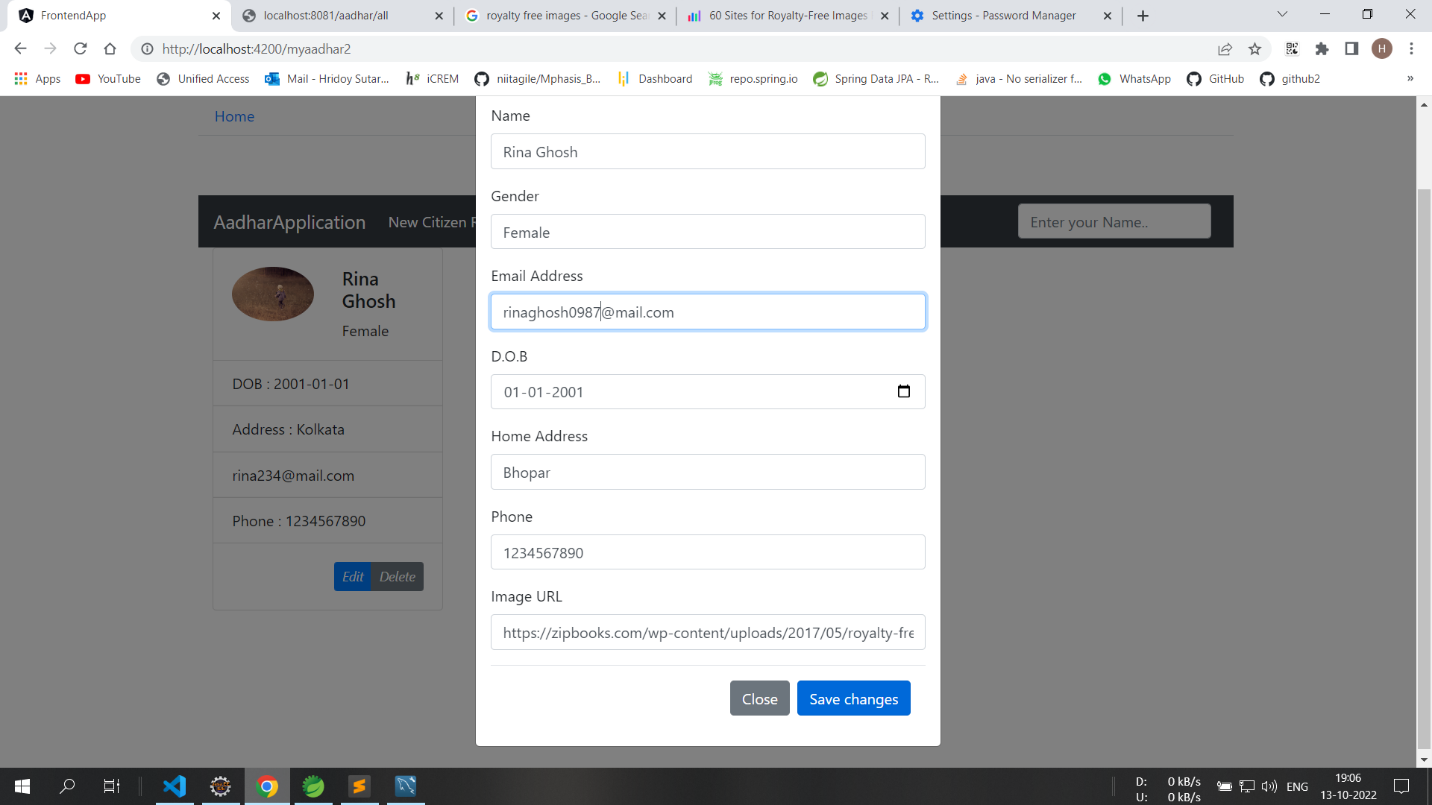 FrontendApp
localhost:8081/aadhar/all
royalty free images - Google Sea
60 Sites for Royalty-Free Images
Settings - Password Manager
http://localhost:4200/myaadhar2
H
Apps
YouTube
Unified Access
Mail - Hridoy Sutar...
iCREM
niitagile/Mphasis_B...
Dashboard
repo.spring.io
Spring Data JPA - R...
java - No serializer f...
WhatsApp
GitHub
github2
»
Home
AadharApplication
New Citizen R
Enter your Name..
Rina
Ghosh
Female
DOB : 2001-01-01
Address : Kolkata
rina234@mail.com
Phone : 1234567890
Edit
Delete
Name
Rina Ghosh
Gender
Female
Email Address
rinaghosh0987@mail.com
D.O.B
01-01-2001
Home Address
Bhopar
Phone
1234567890
Image URL
https://zipbooks.com/wp-content/uploads/2017/05/royalty-fre
Close
Save changes
D: 0 kB/s
U: 0 kB/s
ENG
19:06
13-10-2022